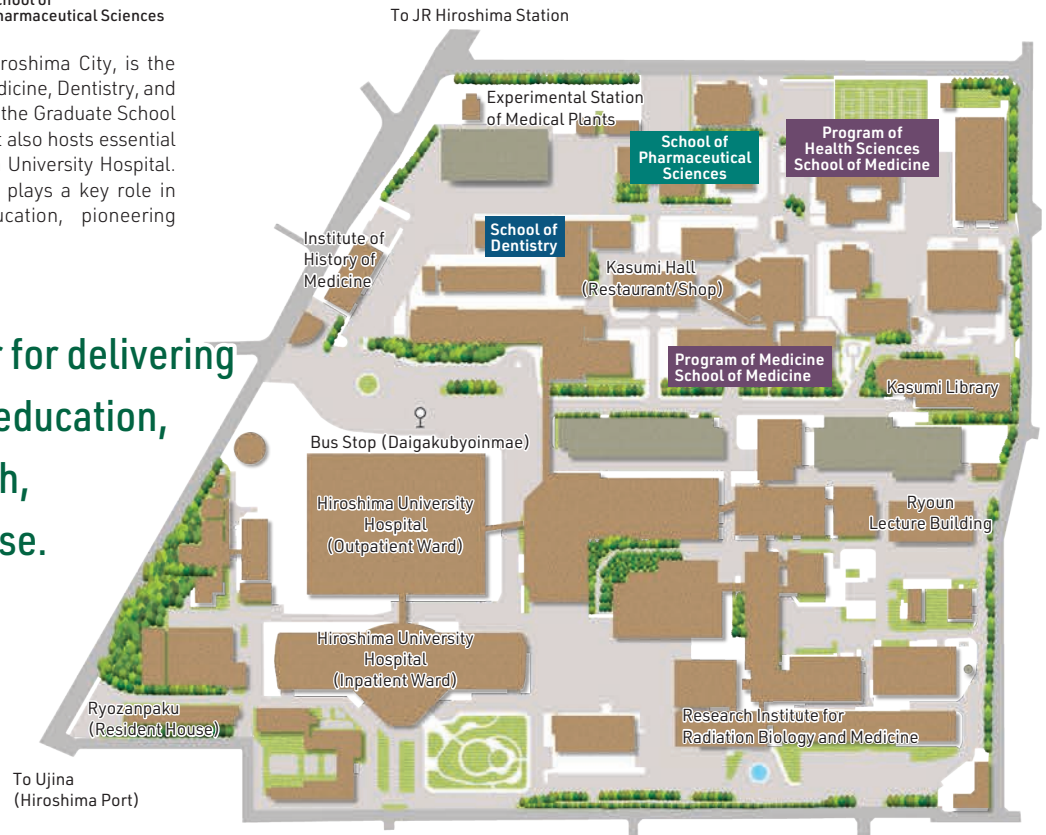 School of
Pharmaceutical Sciences
To JR Hiroshima Station
roshima City, is the
dicine, Dentistry, and
the Graduate School
t also hosts essential
University Hospital.
plays a key role in
ucation, pioneering
r for delivering
education,
h,
se.
Experimental Station
of Medical Plants
School of
Pharmaceutical
Sciences
Program of
Health Sciences
School of Medicine
School of
Dentistry
Institute of
History of
Medicine
Kasumi Hall
(Restaurant/Shop)
Program of Medicine
School of Medicine
Kasumi Library
Bus Stop (Daigakubyoinmae)
Hiroshima University
Hospital
(Outpatient Ward)
Ryoun
Lecture Building
Hiroshima University
Hospital
(Inpatient Ward)
Ryozanpaku
(Resident House)
Research Institute for
Radiation Biology and Medicine
To Ujina
(Hiroshima Port)